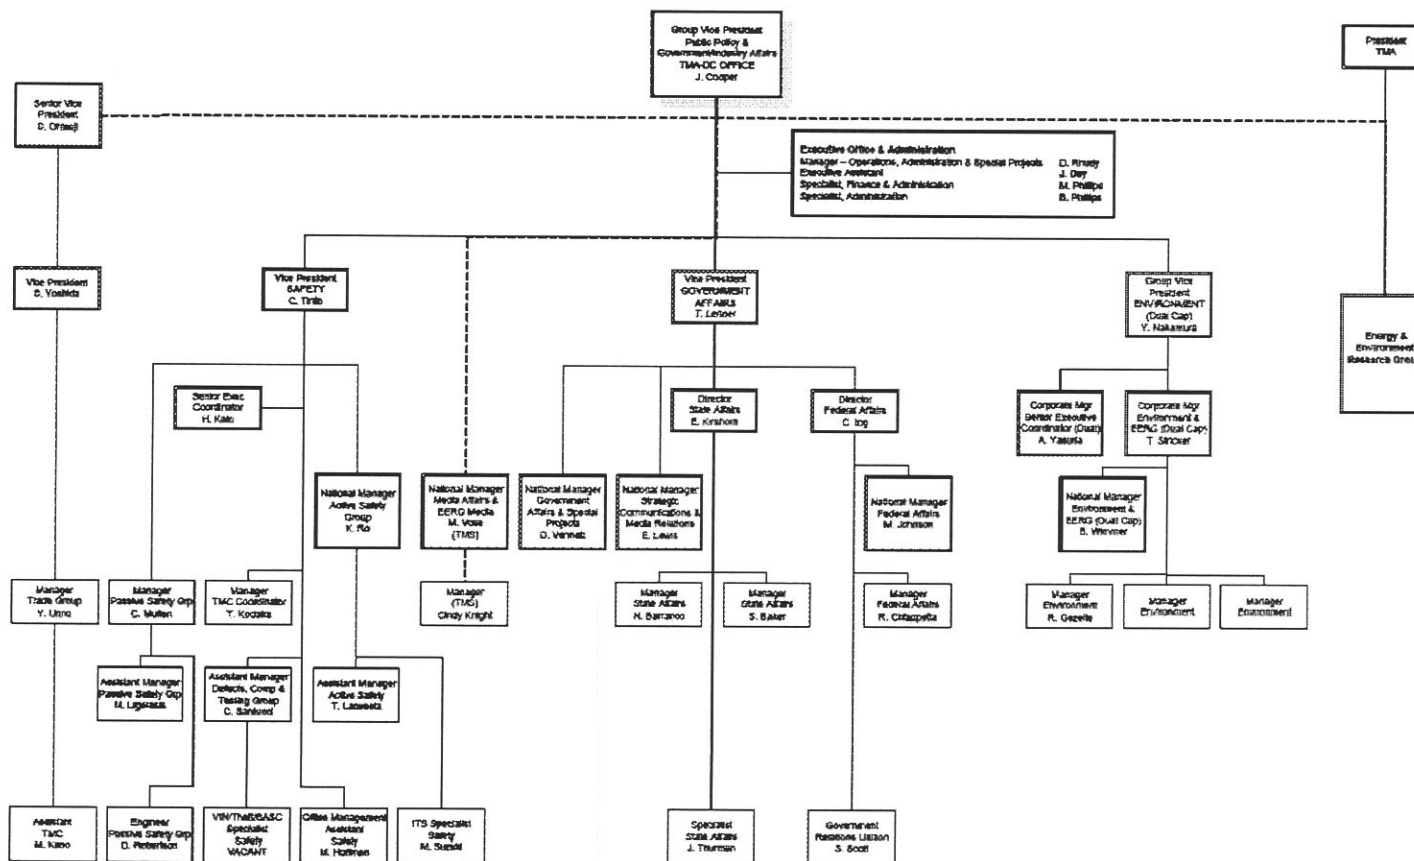 Group Vice President
Public Policy &
Government/Industry Affairs
TMA-DC OFFICE
J. Cooper
President
TMA
Senior Vice
President
Executive Office & Administration
Manager – Operations, Administration & Special Projects D. Rhudy
Executive Assistant J. Day
Specialist, Finance & Administration M. Phillips
Specialist, Administration B. Phillips
Vice President
S. Yoshida
Vice President
SAFETY
C. Tinto
Vice President
GOVERNMENT
AFFAIRS
T. Lehner
Group Vice
President
ENVIRONMENT
(Dual Cap)
Y. Nakamura
Energy &
Environment
Research Grou
Senior Exec
Coordinator
H. Kato
Director
State Affairs
E. Kinshorn
Director
Federal Affairs
C. Ing
Corporate Mgr
Senior Executive
Coordinator (Dual)
A. Yasuda
Corporate Mgr
Environment &
EERG (Dual Cap)
T. Stricker
National Manager
Active Safety
Group
K. Ro
National Manager
Media Affairs &
EERG Media
M. Voss
(TMS)
National Manager
Government
Affairs & Special
Projects
D. Vennett
National Manager
Strategic
Communications &
Media Relations
E. Lewis
National Manager
Federal Affairs
M. Johnson
National Manager
Environment &
EERG (Dual Cap)
B. Wimmer
Manager
Trade Group
Y. Unno
Manager
Passive Safety Grp
C. Mullen
Manager
TMC Coordinator
Y. Kodaka
Manager
(TMS)
Cindy Knight
Manager
State Affairs
N. Barranco
Manager
State Affairs
S. Baker
Manager
Federal Affairs
R. Chiappetta
Manager
Environment
R. Gezelle
Manager
Environment
Manager
Environment
Assistant Manager
Passive Safety Grp
Assistant Manager
Defects, Comp &
Testing Group
C. Santucci
Assistant Manager
Active Safety
Assistant
TMC
M. Kano
Engineer
Passive Safety Grp
D. Robertson
VIN/Theft/EASC
Specialist
Safety
VACANT
Office Management
Assistant
Safety
M. Hoffman
ITS Specialist
Safety
M. Suzuki
Specialist
State Affairs
J. Thurman
Government
Relations Liaison
S. Scott